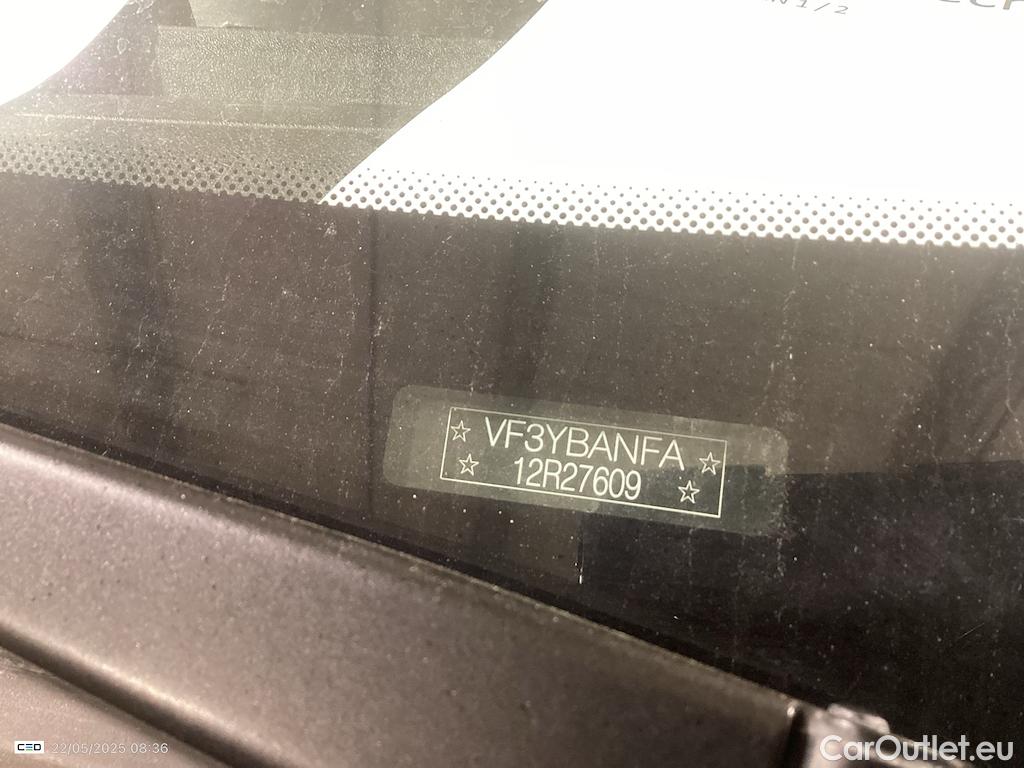 ☆ VF3YBANFA ☆
☆ 12R27609 ☆
22/05/2025 08:36
CarOutlet.eu